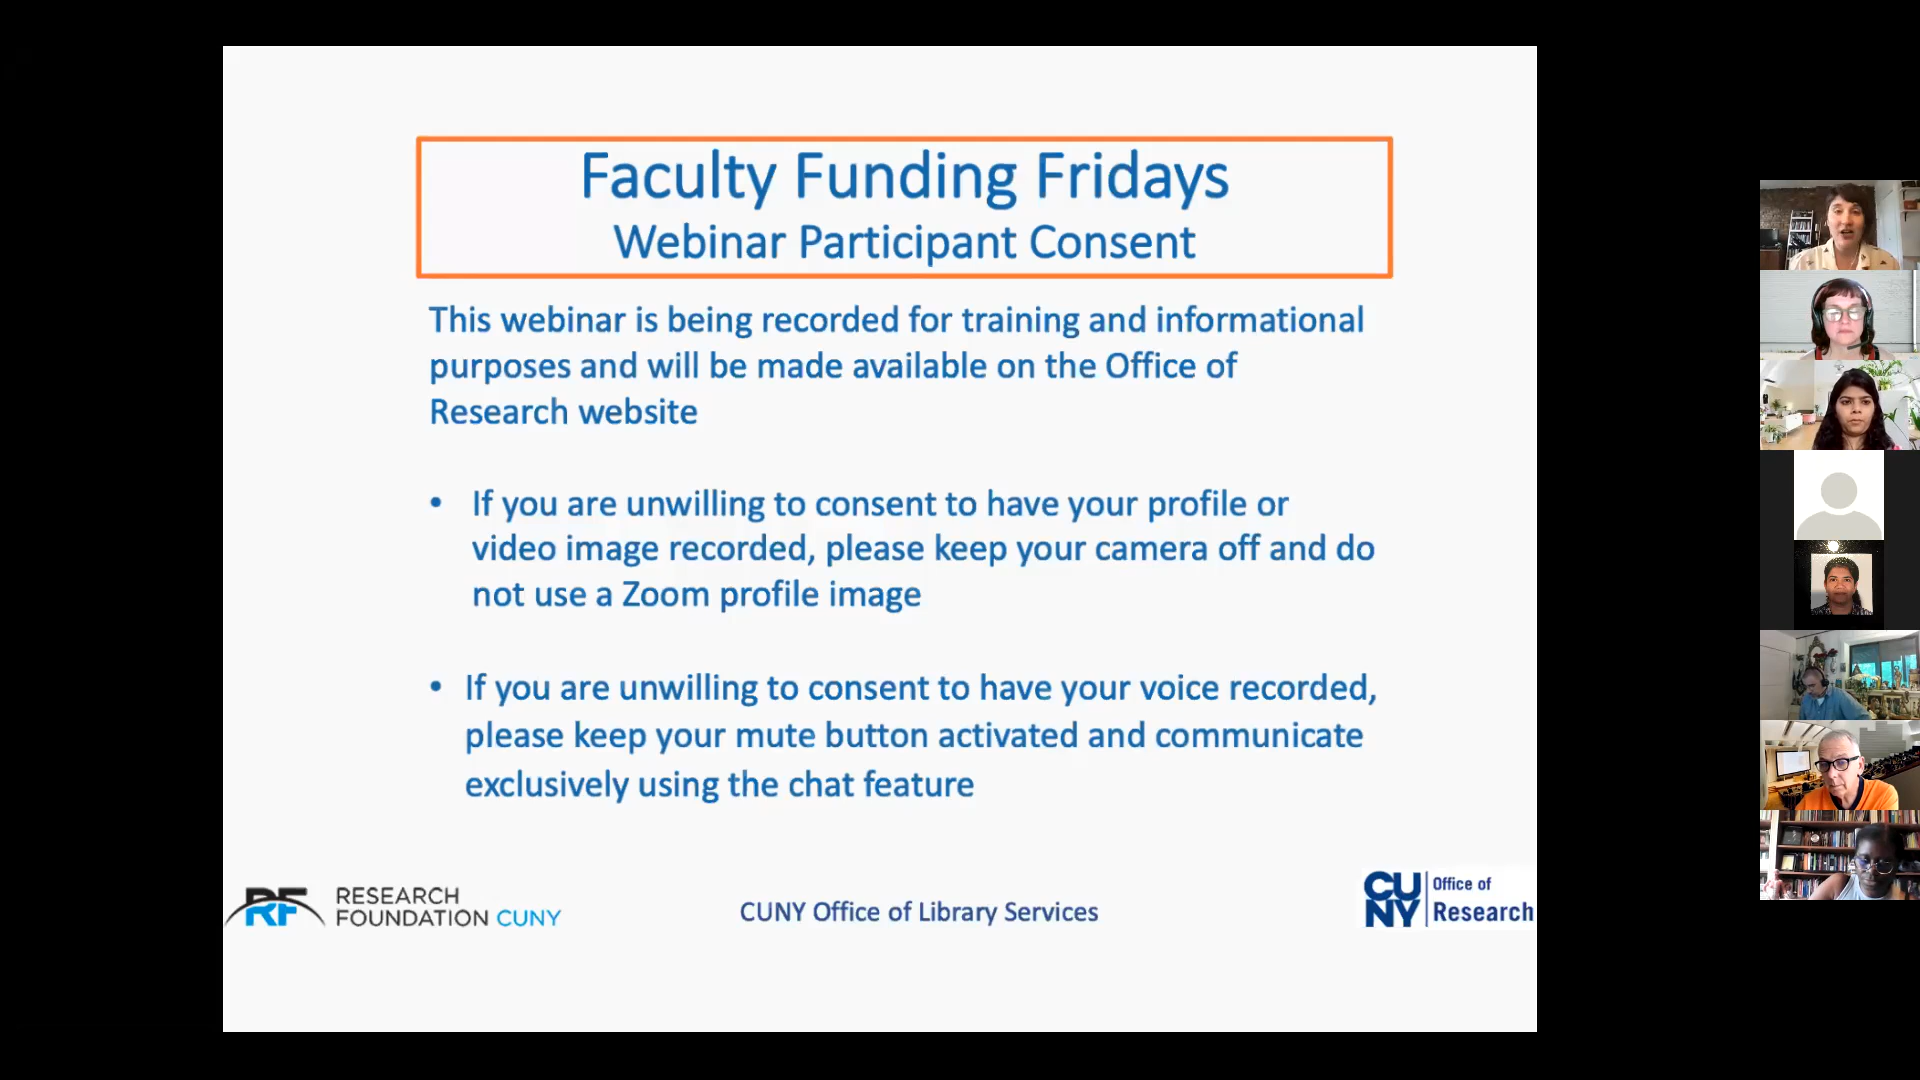 Faculty Funding Fridays
Webinar Participant Consent
This webinar is being recorded for training and informational
purposes and will be made available on the Office of
Research website
• If you are unwilling to consent to have your profile or
video image recorded, please keep your camera off and do
not use a Zoom profile image
• If you are unwilling to consent to have your voice recorded,
please keep your mute button activated and communicate
exclusively using the chat feature
RF RESEARCH
FOUNDATION CUNY
CUNY Office of Library Services
CU
NY
Office of
Research